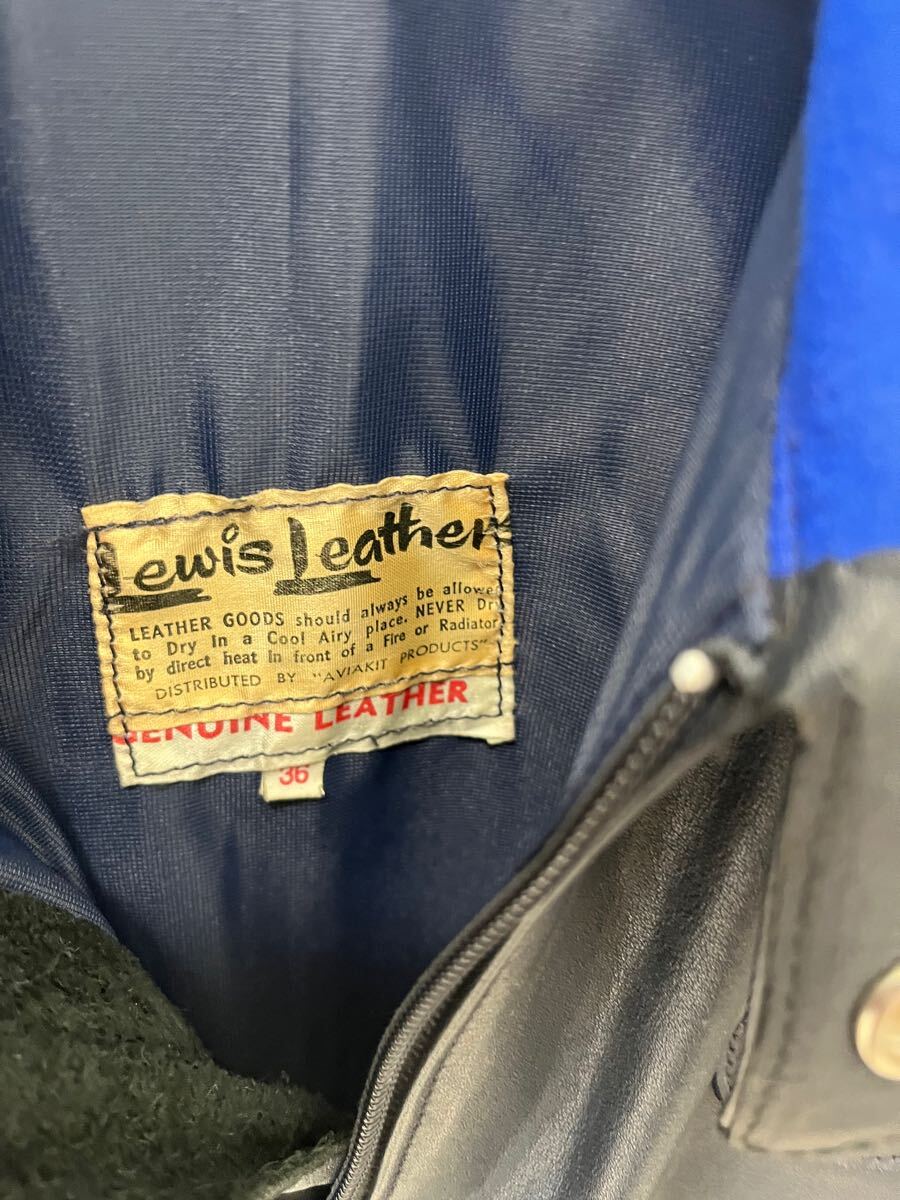 Lewis Leathers
LEATHER GOODS should always be allowed
to Dry In a Cool Airy place. NEVER Dry
by direct heat In front of a Fire or Radiator
DISTRIBUTED BY "AVIAKIT PRODUCTS"
GENUINE LEATHER
36